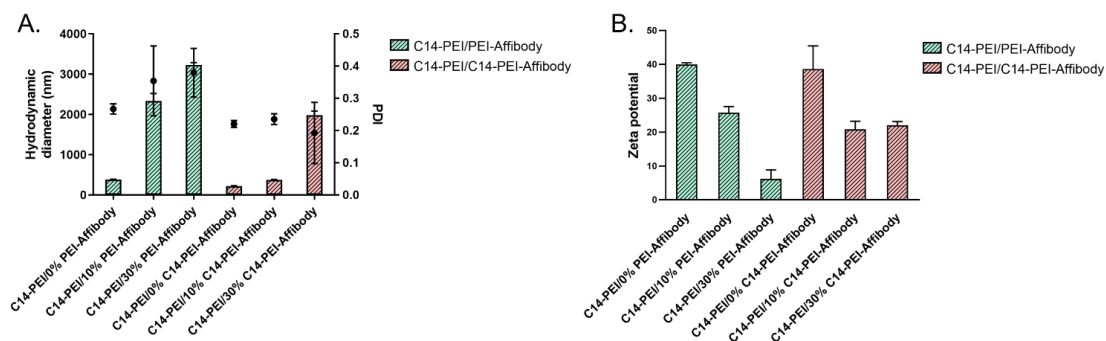 A.
Hydrodynamic
diameter (nm)
4000
3000
2000
1000
0
0.5
0.4
0.3
0.2
0.1
0.0
PDI
C14-PEI/0% PEI-Affibody
C14-PEI/10% PEI-Affibody
C14-PEI/30% PEI-Affibody
C14-PEI/0% C14-PEI-Affibody
C14-PEI/10% C14-PEI-Affibody
C14-PEI/30% C14-PEI-Affibody
C14-PEI/PEI-Affibody
C14-PEI/C14-PEI-Affibody
B.
Zeta potential
50
40
30
20
10
0
C14-PEI/0% PEI-Affibody
C14-PEI/10% PEI-Affibody
C14-PEI/30% PEI-Affibody
C14-PEI/0% C14-PEI-Affibody
C14-PEI/10% C14-PEI-Affibody
C14-PEI/30% C14-PEI-Affibody
C14-PEI/PEI-Affibody
C14-PEI/C14-PEI-Affibody